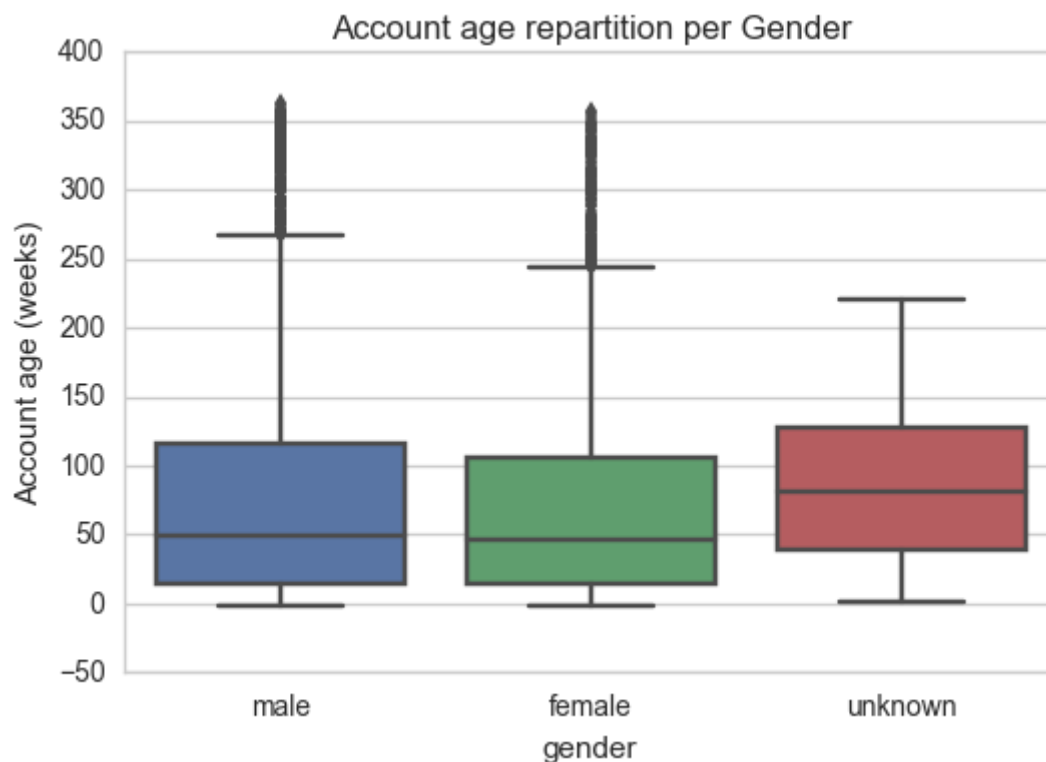 Account age repartition per Gender
400
350
300
250
200
150
100
50
0
−50
Account age (weeks)
male female unknown
gender